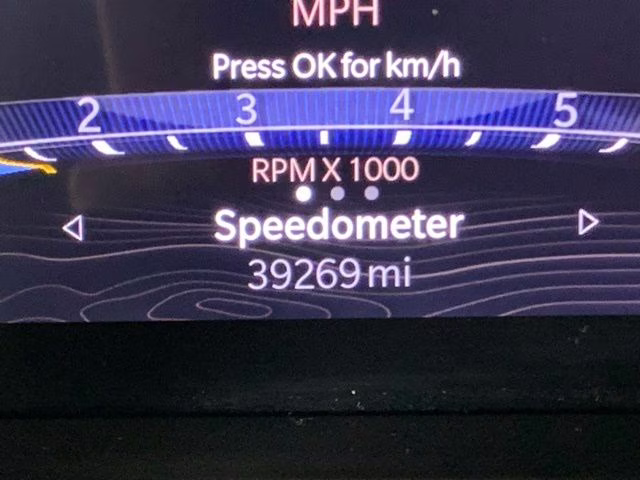 MPH
Press OK for km/h
2 3 4 5
RPM X 1000
Speedometer
39269 mi